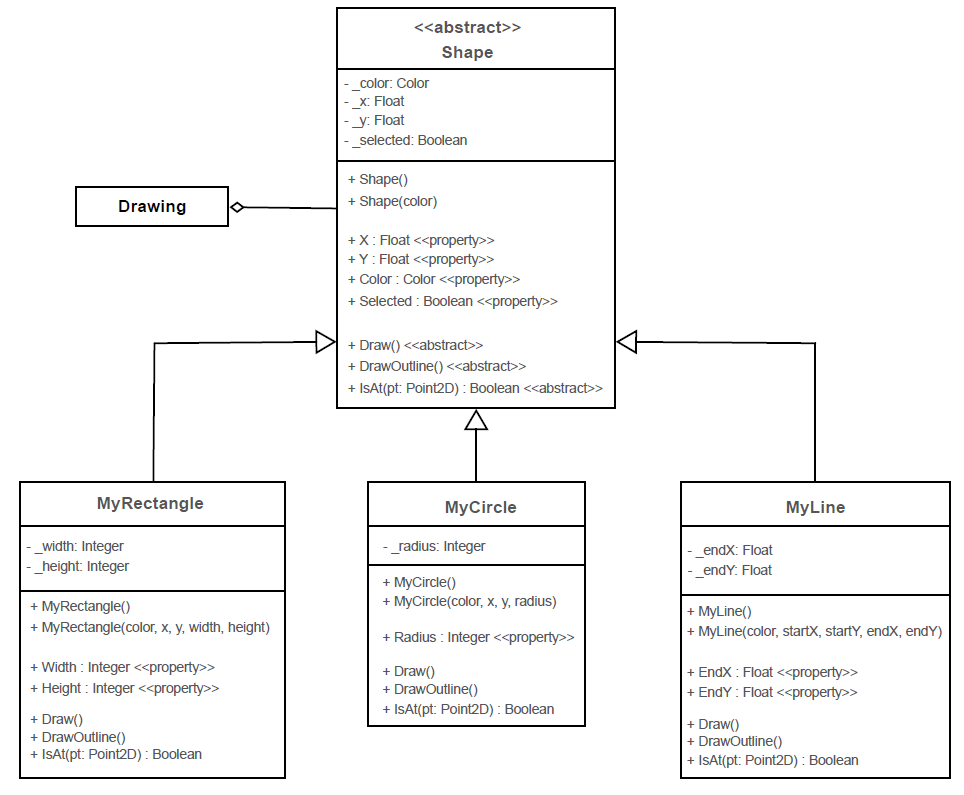 <<abstract>>
Shape
- _color: Color
- _x: Float
- _y: Float
- _selected: Boolean
+ Shape()
+ Shape(color)
+ X : Float <<property>>
+ Y : Float <<property>>
+ Color : Color <<property>>
+ Selected : Boolean <<property>>
+ Draw() <<abstract>>
+ DrawOutline() <<abstract>>
+ IsAt(pt: Point2D) : Boolean <<abstract>>
Drawing
MyRectangle
- _width: Integer
- _height: Integer
+ MyRectangle()
+ MyRectangle(color, x, y, width, height)
+ Width : Integer <<property>>
+ Height : Integer <<property>>
+ Draw()
+ DrawOutline()
+ IsAt(pt: Point2D) : Boolean
MyCircle
- _radius: Integer
+ MyCircle()
+ MyCircle(color, x, y, radius)
+ Radius : Integer <<property>>
+ Draw()
+ DrawOutline()
+ IsAt(pt: Point2D) : Boolean
MyLine
- _endX: Float
- _endY: Float
+ MyLine()
+ MyLine(color, startX, startY, endX, endY)
+ EndX : Float <<property>>
+ EndY : Float <<property>>
+ Draw()
+ DrawOutline()
+ IsAt(pt: Point2D) : Boolean